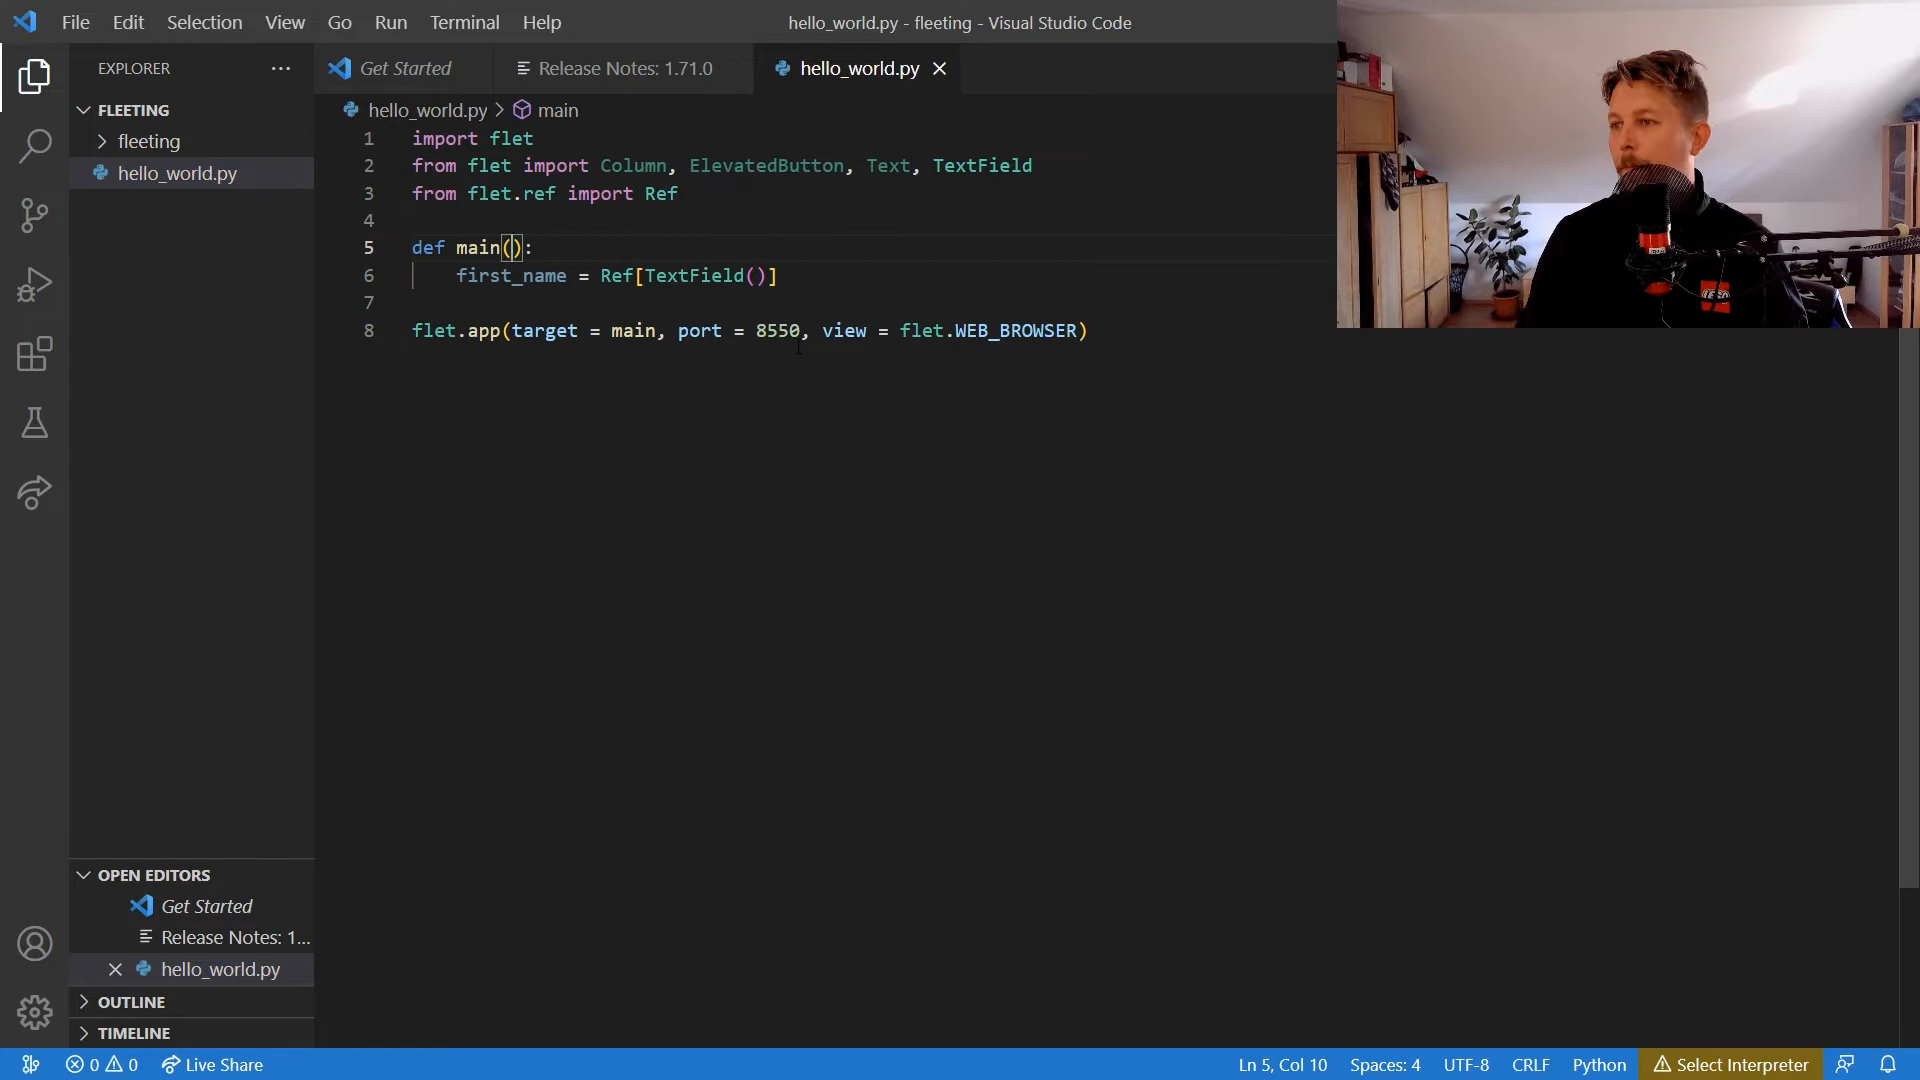 File Edit Selection View Go Run Terminal Help
hello_world.py - fleeting - Visual Studio Code
EXPLORER
FLEETING
fleeting
hello_world.py
Get Started
Release Notes: 1.71.0
hello_world.py
hello_world.py > main
1 import flet
2 from flet import Column, ElevatedButton, Text, TextField
3 from flet.ref import Ref
4
5 def main():
6 first_name = Ref[TextField()]
7
8 flet.app(target = main, port = 8550, view = flet.WEB_BROWSER)
OPEN EDITORS
Get Started
Release Notes: 1...
hello_world.py
OUTLINE
TIMELINE
0 0 Live Share
Ln 5, Col 10 Spaces: 4 UTF-8 CRLF Python Select Interpreter